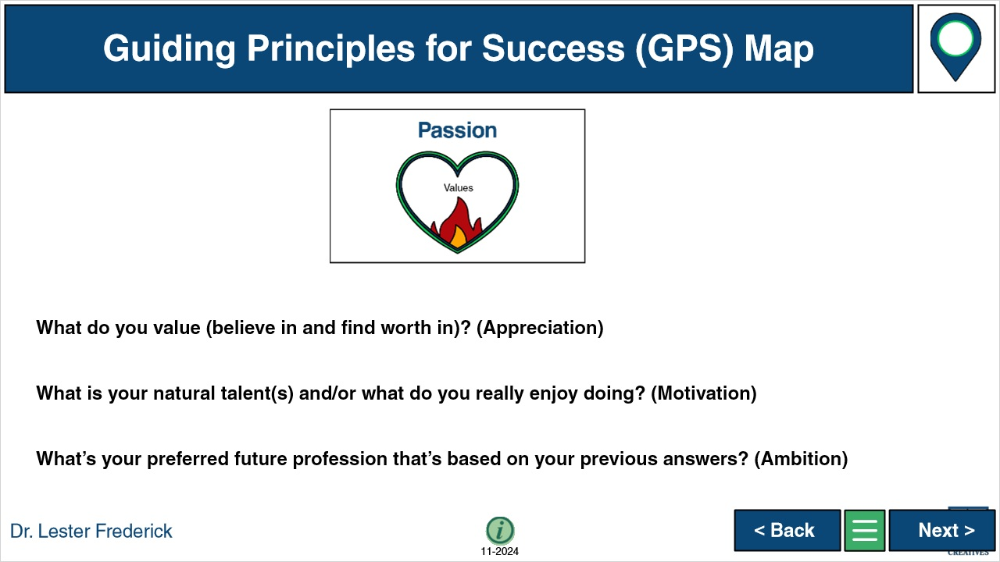 Guiding Principles for Success (GPS) Map
Passion
Values
What do you value (believe in and find worth in)? (Appreciation)
What is your natural talent(s) and/or what do you really enjoy doing? (Motivation)
What’s your preferred future profession that’s based on your previous answers? (Ambition)
Dr. Lester Frederick
i
11-2024
< Back
Next >
CREATIVES